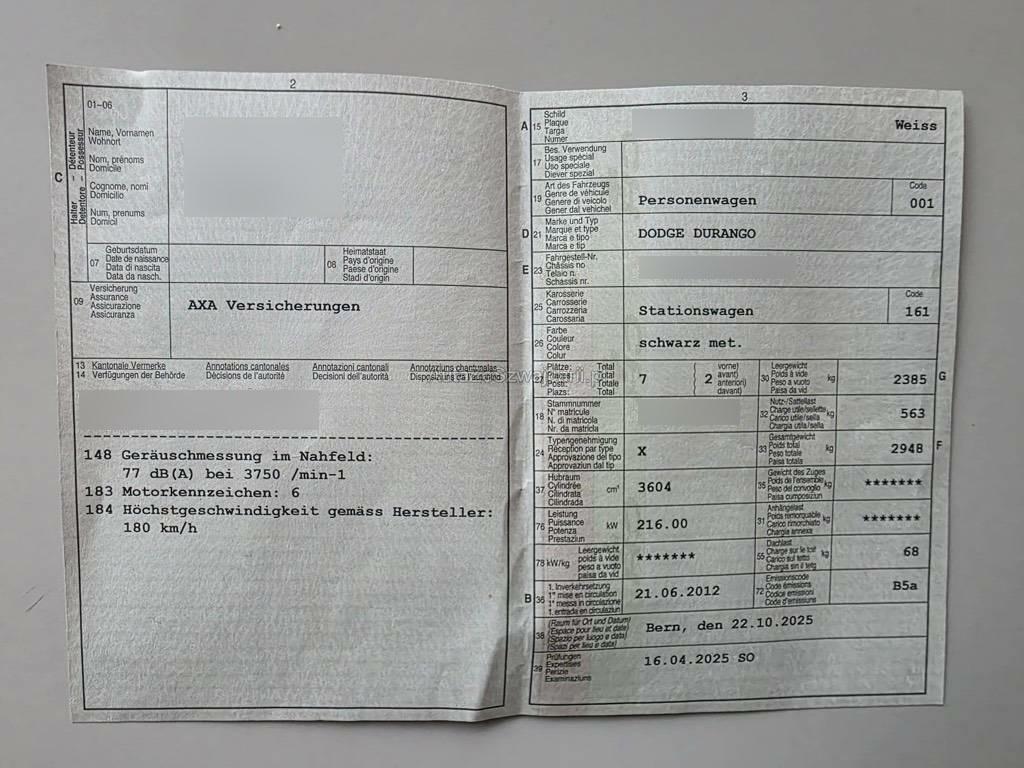 2
01-06
Halter - Détenteur
Detentore - Possessur
C
Name, Vornamen
Wohnort
Nom, prénoms
Domicile
Cognome, nomi
Domicilio
Num, prenums
Domicil
07
Geburtsdatum
Date de naissance
Data di nascita
Data da nasch.
08
Heimatstaat
Pays d'origine
Paese d'origine
Stadi d'origin
09
Versicherung
Assurance
Assicurazione
Assicuranza
AXA Versicherungen
13 Kantonale Vermerke Annotations cantonales Annotazioni cantonali Annotaziuns chantunalas
14 Verfügungen der Behörde Décisions de l'autorité Decisioni dell'autorità Disposiziuns da l'autoritad
148 Geräuschmessung im Nahfeld:
77 dB(A) bei 3750 /min-1
183 Motorkennzeichen: 6
184 Höchstgeschwindigkeit gemäss Hersteller:
180 km/h
3
A 15
Schild
Plaque
Targa
Numer
Weiss
17
Bes. Verwendung
Usage spécial
Uso speciale
Diever spezial
19
Art des Fahrzeugs
Genre de véhicule
Genere di veicolo
Gener dal vehichel
Personenwagen
Code
001
D 21
Marke und Typ
Marque et type
Marca e tipo
Marca e tip
DODGE DURANGO
E 23
Fahrgestell-Nr.
Châssis no
Telaio n.
Schassis nr.
25
Karosserie
Carrosserie
Carrozzeria
Carossaria
Stationswagen
Code
161
26
Farbe
Couleur
Colore
Colur
schwarz met.
27
Plätze: Total
Places: Total
Posti: Totale
Plazs: Total
7
2
vorne)
avant)
anteriori)
davant)
30
Leergewicht
Poids à vide
Peso a vuoto
Paisa da vid
kg
2385
G
18
Stammnummer
N° matricule
N. di matricola
Nr. da matricla
32
Nutz-/Sattellast
Charge utile/sellette
Carico utile/sella
Chargia utila/sella
kg
563
24
Typengenehmigung
Réception par type
Approvazione del tipo
Approvaziun dal tip
X
33
Gesamtgewicht
Poids total
Peso totale
Paisa totala
kg
2948
F
37
Hubraum
Cylindrée
Cilindrata
Cilindrada
cm³
3604
35
Gewicht des Zuges
Poids de l'ensemble
Peso del convoglio
Paisa cumposiziun
kg
*******
76
Leistung
Puissance
Potenza
Prestaziun
kW
216.00
31
Anhängelast
Poids remorquable
Carico rimorchiato
Chargia annexa
kg
*******
78 kW/kg
Leergewicht
poids à vide
peso a vuoto
paisa da vid
*******
55
Dachlast
Charge sur le toit
Carico sul tetto
Chargia sin il tetg
kg
68
B 36
1. Inverkehrsetzung
1re mise en circulation
1a messa in circolazione
1. entrada en circulaziun
21.06.2012
72
Emissionscode
Code émissions
Codice emissioni
Code d'emissiuns
B5a
38
(Raum für Ort und Datum)
(Espace pour lieu et date)
(Spazio per luogo e data)
(Spazi per lieu e data)
Bern, den 22.10.2025
39
Prüfungen
Expertises
Perizie
Examinaziuns
16.04.2025 SO